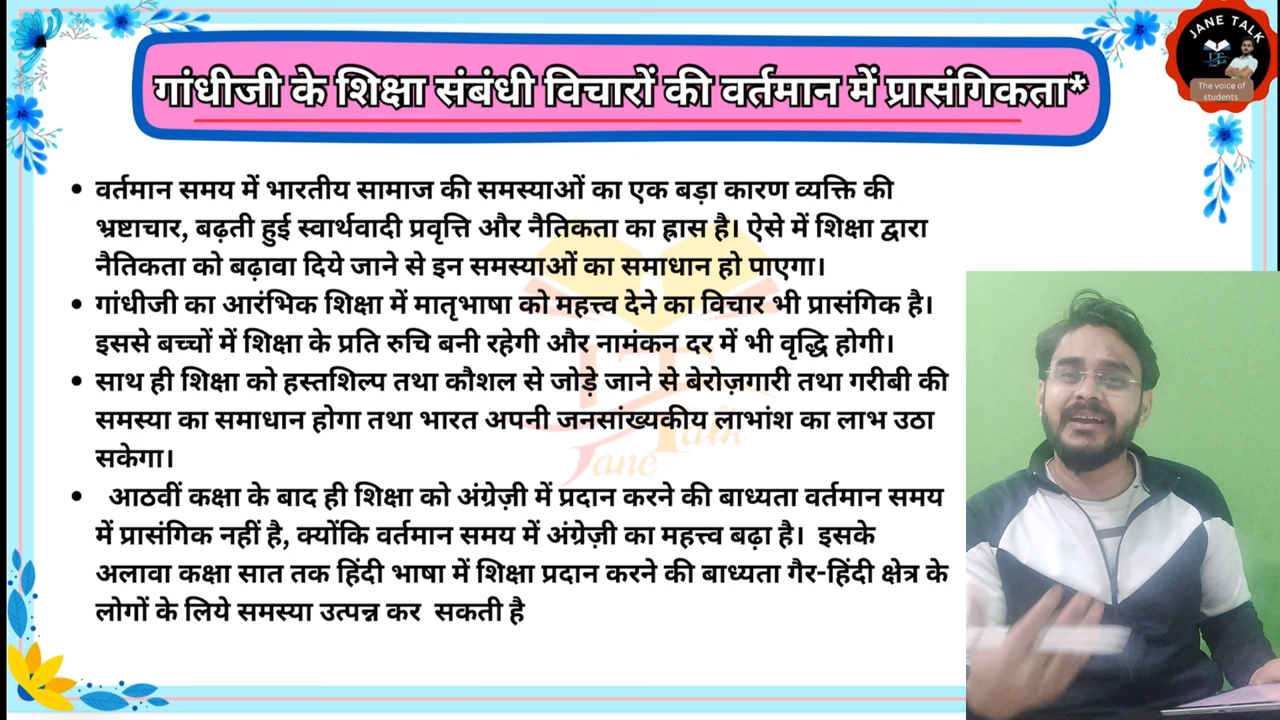 गांधीजी के शिक्षा संबंधी विचारों की वर्तमान में प्रासंगिकता*
JANE TALK
The voice of
students
वर्तमान समय में भारतीय सामाज की समस्याओं का एक बड़ा कारण व्यक्ति की
भ्रष्टाचार, बढ़ती हुई स्वार्थवादी प्रवृत्ति और नैतिकता का ह्रास है। ऐसे में शिक्षा द्वारा
नैतिकता को बढ़ावा दिये जाने से इन समस्याओं का समाधान हो पाएगा।
गांधीजी का आरंभिक शिक्षा में मातृभाषा को महत्त्व देने का विचार भी प्रासंगिक है।
इससे बच्चों में शिक्षा के प्रति रुचि बनी रहेगी और नामंकन दर में भी वृद्धि होगी।
साथ ही शिक्षा को हस्तशिल्प तथा कौशल से जोड़े जाने से बेरोज़गारी तथा गरीबी की
समस्या का समाधान होगा तथा भारत अपनी जनसांख्यकीय लाभांश का लाभ उठा
सकेगा।
आठवीं कक्षा के बाद ही शिक्षा को अंग्रेज़ी में प्रदान करने की बाध्यता वर्तमान समय
में प्रासंगिक नहीं है, क्योंकि वर्तमान समय में अंग्रेज़ी का महत्त्व बढ़ा है। इसके
अलावा कक्षा सात तक हिंदी भाषा में शिक्षा प्रदान करने की बाध्यता गैर-हिंदी क्षेत्र के
लोगों के लिये समस्या उत्पन्न कर सकती है
Jane Talk